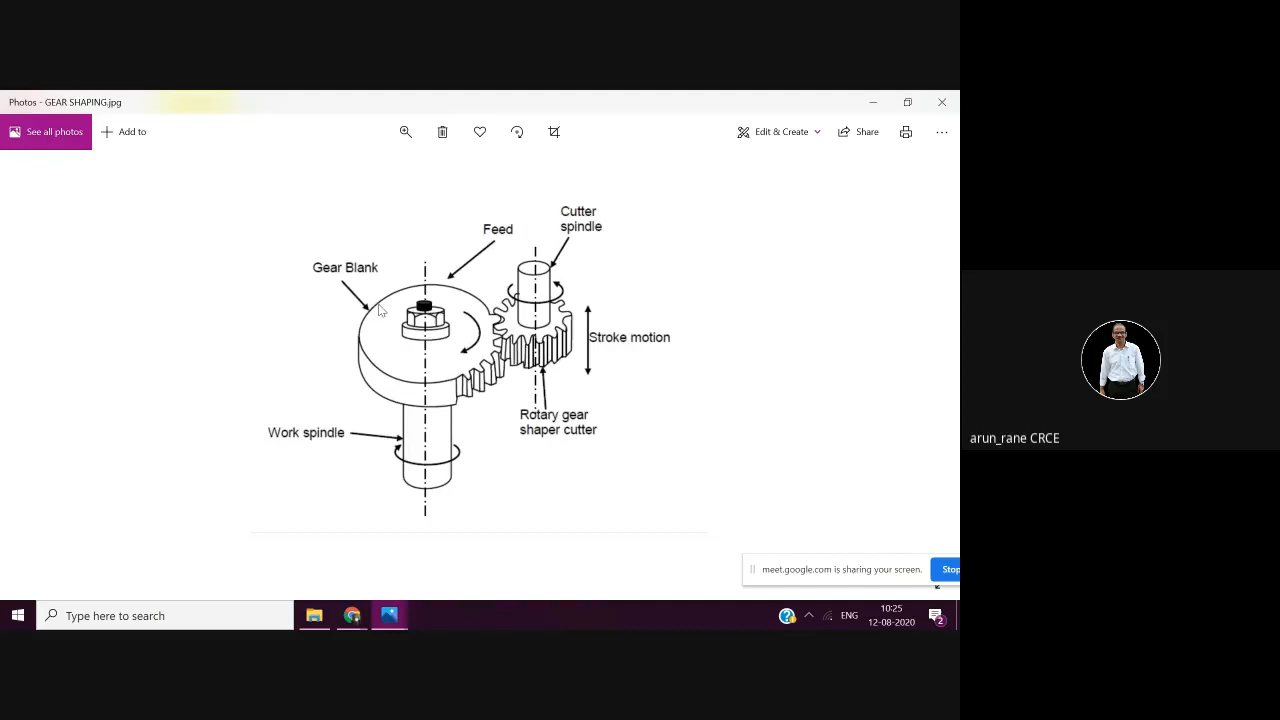 Photos - GEAR SHAPING.jpg
See all photos
Add to
Edit & Create
Share
Cutter
spindle
Feed
Gear Blank
Stroke motion
Rotary gear
shaper cutter
Work spindle
arun_rane CRCE
meet.google.com is sharing your screen.
Stop
Type here to search
ENG
10:25
12-08-2020
2